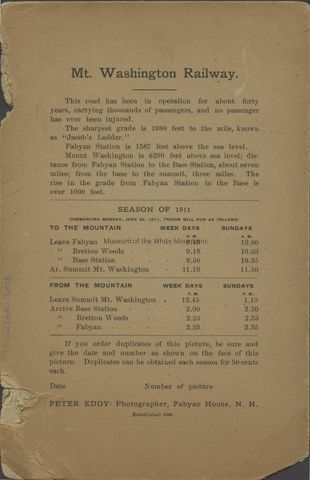 Mt. Washington Railway.
This road has been in operation for about forty
years, carrying thousands of passengers, and no passenger
has ever been injured.
The sharpest grade is 1980 feet to the mile, known
as "Jacob's Ladder."
Fabyan Station is 1587 feet above the sea level.
Mount Washington is 6290 feet above sea level; dis-
tance from Fabyan Station to the Base Station, about seven
miles; from the base to the summit, three miles. The
rise in the grade from Fabyan Station to the Base is
over 1000 feet.
SEASON OF 1911
COMMENCING MONDAY, JUNE 26, 1911, TRAINS WILL RUN AS FOLLOWS:
TO THE MOUNTAIN WEEK DAYS SUNDAYS
A. M. A. M.
Leave Fabyan 10.00
Museum of the White Mountains
" Bretton Woods - - - 9.18 10.03
" Base Station - - - 9.50 10.35
Ar. Summit Mt. Washington - 11.10 11.50
FROM THE MOUNTAIN WEEK DAYS SUNDAYS
P. M. P. M.
Leave Summit Mt. Washington - 12.45 1.15
Arrive Base Station - - - 2.00 2.30
" Bretton Woods - - - 2.23 2.53
" Fabyan - - - - 2.25 2.55
If you order duplicates of this picture, be sure and
give the date and number as shown on the face of this
picture. Duplicates can be obtained each season for 50 cents
each.
Date Number of picture
PETER EDDY: Photographer, Fabyan House, N. H.
Established 1884.